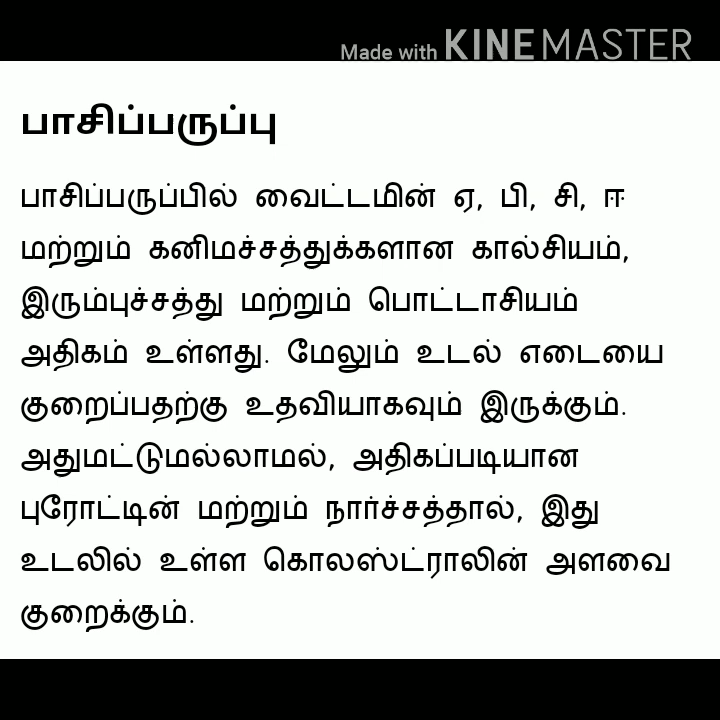 Made with KINEMASTER
பாசிப்பருப்பு
பாசிப்பருப்பில் வைட்டமின் ஏ, பி, சி, ஈ
மற்றும் கனிமச்சத்துக்களான கால்சியம்,
இரும்புச்சத்து மற்றும் பொட்டாசியம்
அதிகம் உள்ளது. மேலும் உடல் எடையை
குறைப்பதற்கு உதவியாகவும் இருக்கும்.
அதுமட்டுமல்லாமல், அதிகப்படியான
புரோட்டின் மற்றும் நார்ச்சத்தால், இது
உடலில் உள்ள கொலஸ்ட்ராலின் அளவை
குறைக்கும்.